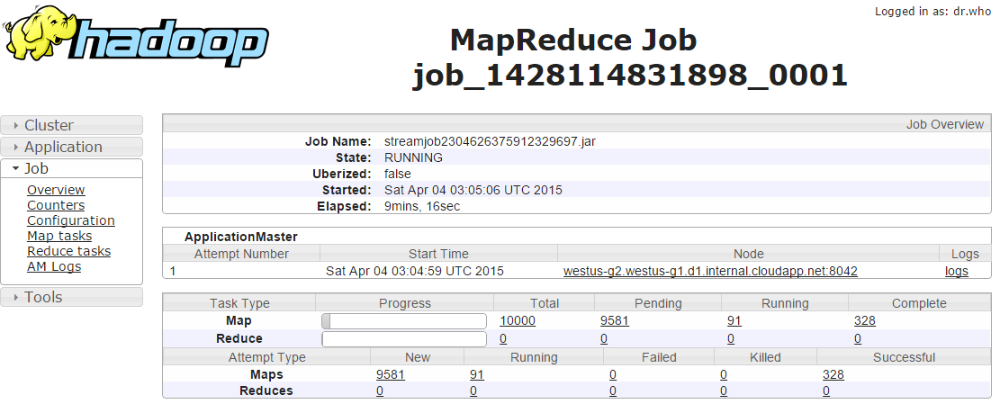 Logged in as: dr.who
hadoop
MapReduce Job
job_1428114831898_0001
Cluster
Application
Job
Overview
Counters
Configuration
Map tasks
Reduce tasks
AM Logs
Tools
Job Overview
Job Name: streamjob2304626375912329697.jar
State: RUNNING
Uberized: false
Started: Sat Apr 04 03:05:06 UTC 2015
Elapsed: 9mins, 16sec
ApplicationMaster
Attempt Number Start Time Node Logs
1 Sat Apr 04 03:04:59 UTC 2015 westus-g2.westus-g1.d1.internal.cloudapp.net:8042 logs
Task Type Progress Total Pending Running Complete
Map 10000 9581 91 328
Reduce 0 0 0 0
Attempt Type New Running Failed Killed Successful
Maps 9581 91 0 0 328
Reduces 0 0 0 0 0